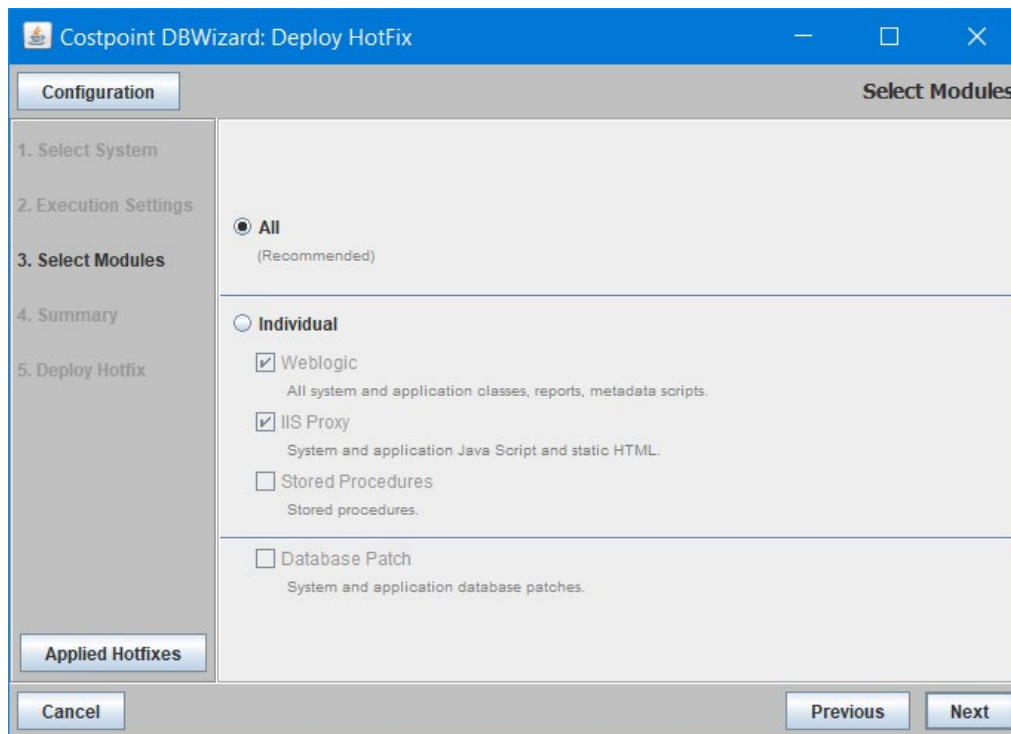 Costpoint DBWizard: Deploy HotFix
Configuration
Select Modules
1. Select System
2. Execution Settings
3. Select Modules
4. Summary
5. Deploy Hotfix
Applied Hotfixes
All
(Recommended)
Individual
Weblogic
All system and application classes, reports, metadata scripts.
IIS Proxy
System and application Java Script and static HTML.
Stored Procedures
Stored procedures.
Database Patch
System and application database patches.
Cancel
Previous
Next